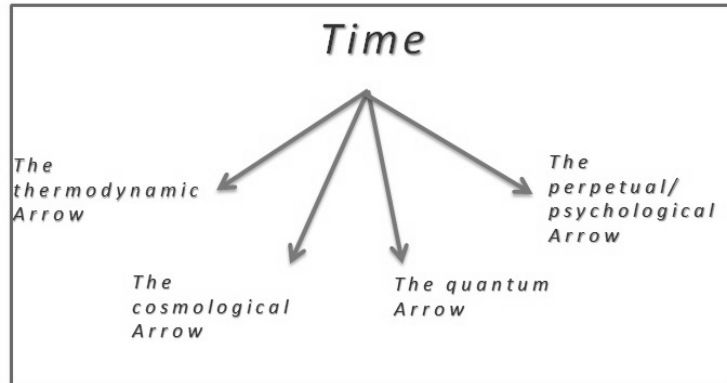 Time
The
thermodynamic
Arrow
The
cosmological
Arrow
The quantum
Arrow
The
perpetual/
psychological
Arrow